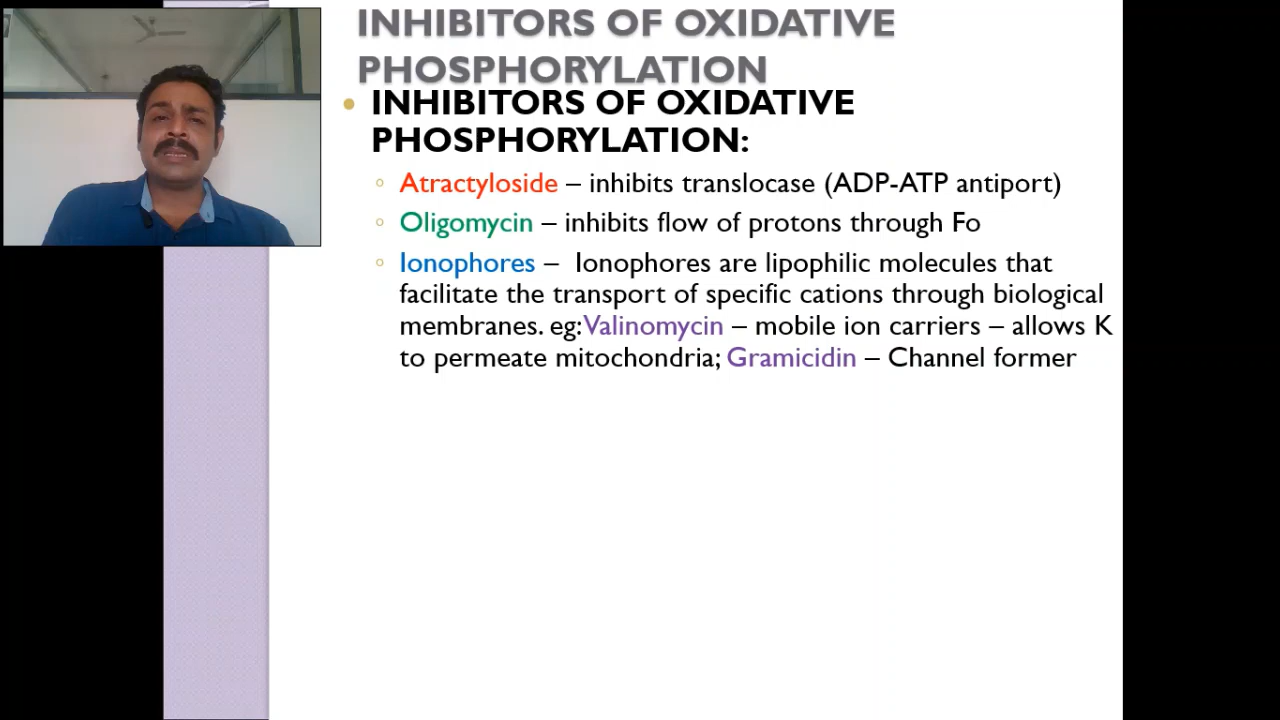 INHIBITORS OF OXIDATIVE
PHOSPHORYLATION
• INHIBITORS OF OXIDATIVE
PHOSPHORYLATION:
◦ Atractyloside – inhibits translocase (ADP-ATP antiport)
◦ Oligomycin – inhibits flow of protons through Fo
◦ Ionophores – Ionophores are lipophilic molecules that
facilitate the transport of specific cations through biological
membranes. eg:Valinomycin – mobile ion carriers – allows K
to permeate mitochondria; Gramicidin – Channel former